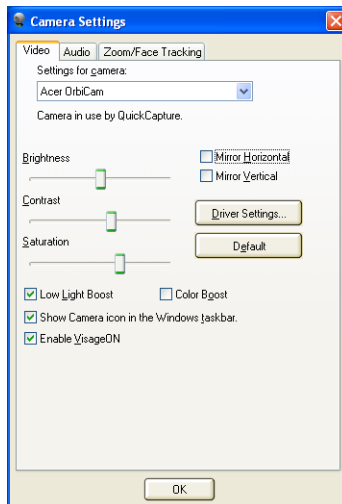 Camera Settings
Video Audio Zoom/Face Tracking
Settings for camera:
Acer OrbiCam
Camera in use by QuickCapture.
Brightness
Mirror Horizontal
Mirror Vertical
Contrast
Driver Settings...
Saturation
Default
Low Light Boost Color Boost
Show Camera icon in the Windows taskbar.
Enable VisageON
OK